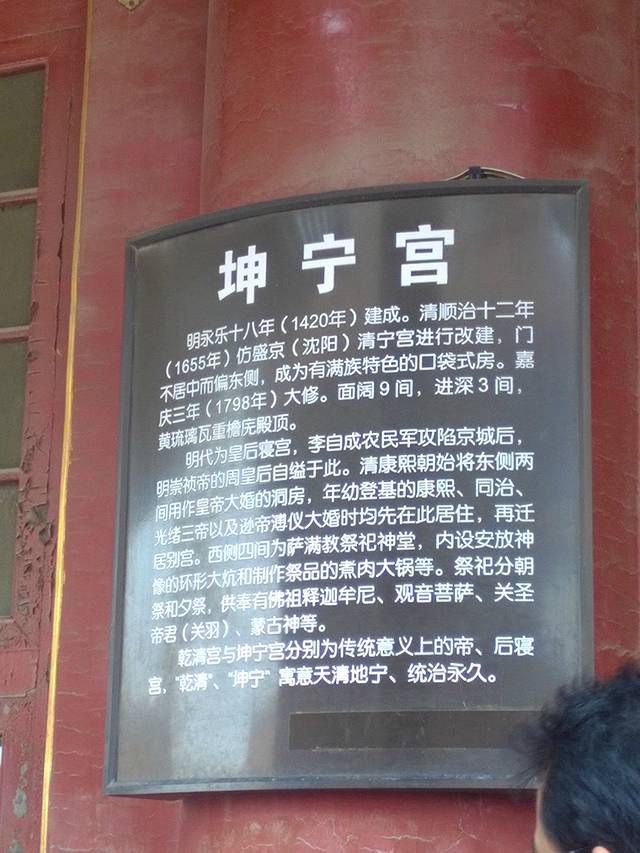 坤宁宫
明永乐十八年（1420年）建成。清顺治十二年
（1655年）仿盛京（沈阳）清宁宫进行改建，门
不居中而偏东侧，成为有满族特色的口袋式房。嘉
庆三年（1798年）大修。面阔9间，进深3间，
黄琉璃瓦重檐庑殿顶。
明代为皇后寝宫，李自成农民军攻陷京城后，
明崇祯帝的周皇后自缢于此。清康熙朝始将东侧两
间用作皇帝大婚的洞房，年幼登基的康熙、同治、
光绪三帝以及逊帝溥仪大婚时均先在此居住，再迁
居别宫。西侧四间为萨满教祭祀神堂，内设安放神
像的环形大炕和制作祭品的煮肉大锅等。祭祀分朝
祭和夕祭，供奉有佛祖释迦牟尼、观音菩萨、关圣
帝君（关羽）、蒙古神等。
乾清宫与坤宁宫分别为传统意义上的帝、后寝
宫，“乾清”、“坤宁”寓意天清地宁、统治永久。